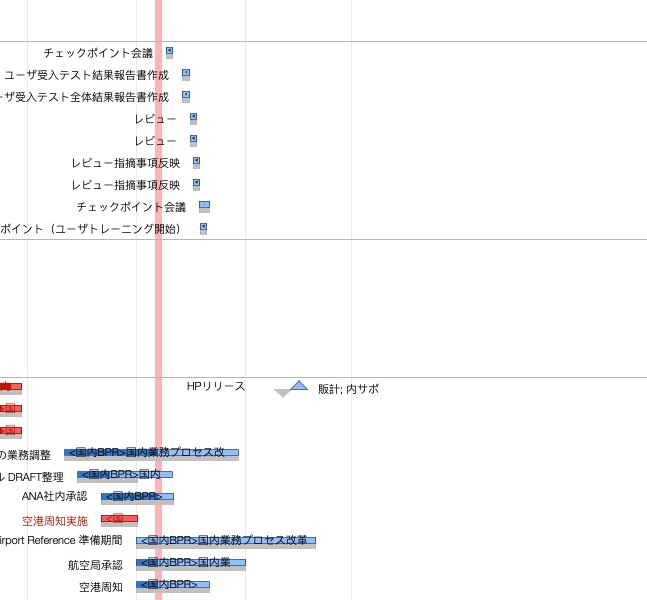 チェックポイント会議
ユーザ受入テスト結果報告書作成
ーザ受入テスト全体結果報告書作成
レビュー
レビュー
レビュー指摘事項反映
レビュー指摘事項反映
チェックポイント会議
ポイント（ユーザトレーニング開始）
HPリリース 販計; 内サポ
の業務調整 <国内BPR>国内業務プロセス改
ル DRAFT整理 <国内BPR>国内
ANA社内承認 <国内BPR>
空港周知実施 <国
irport Reference 準備期間 <国内BPR>国内業務プロセス改革
航空局承認 <国内BPR>国内業
空港周知 <国内BPR>